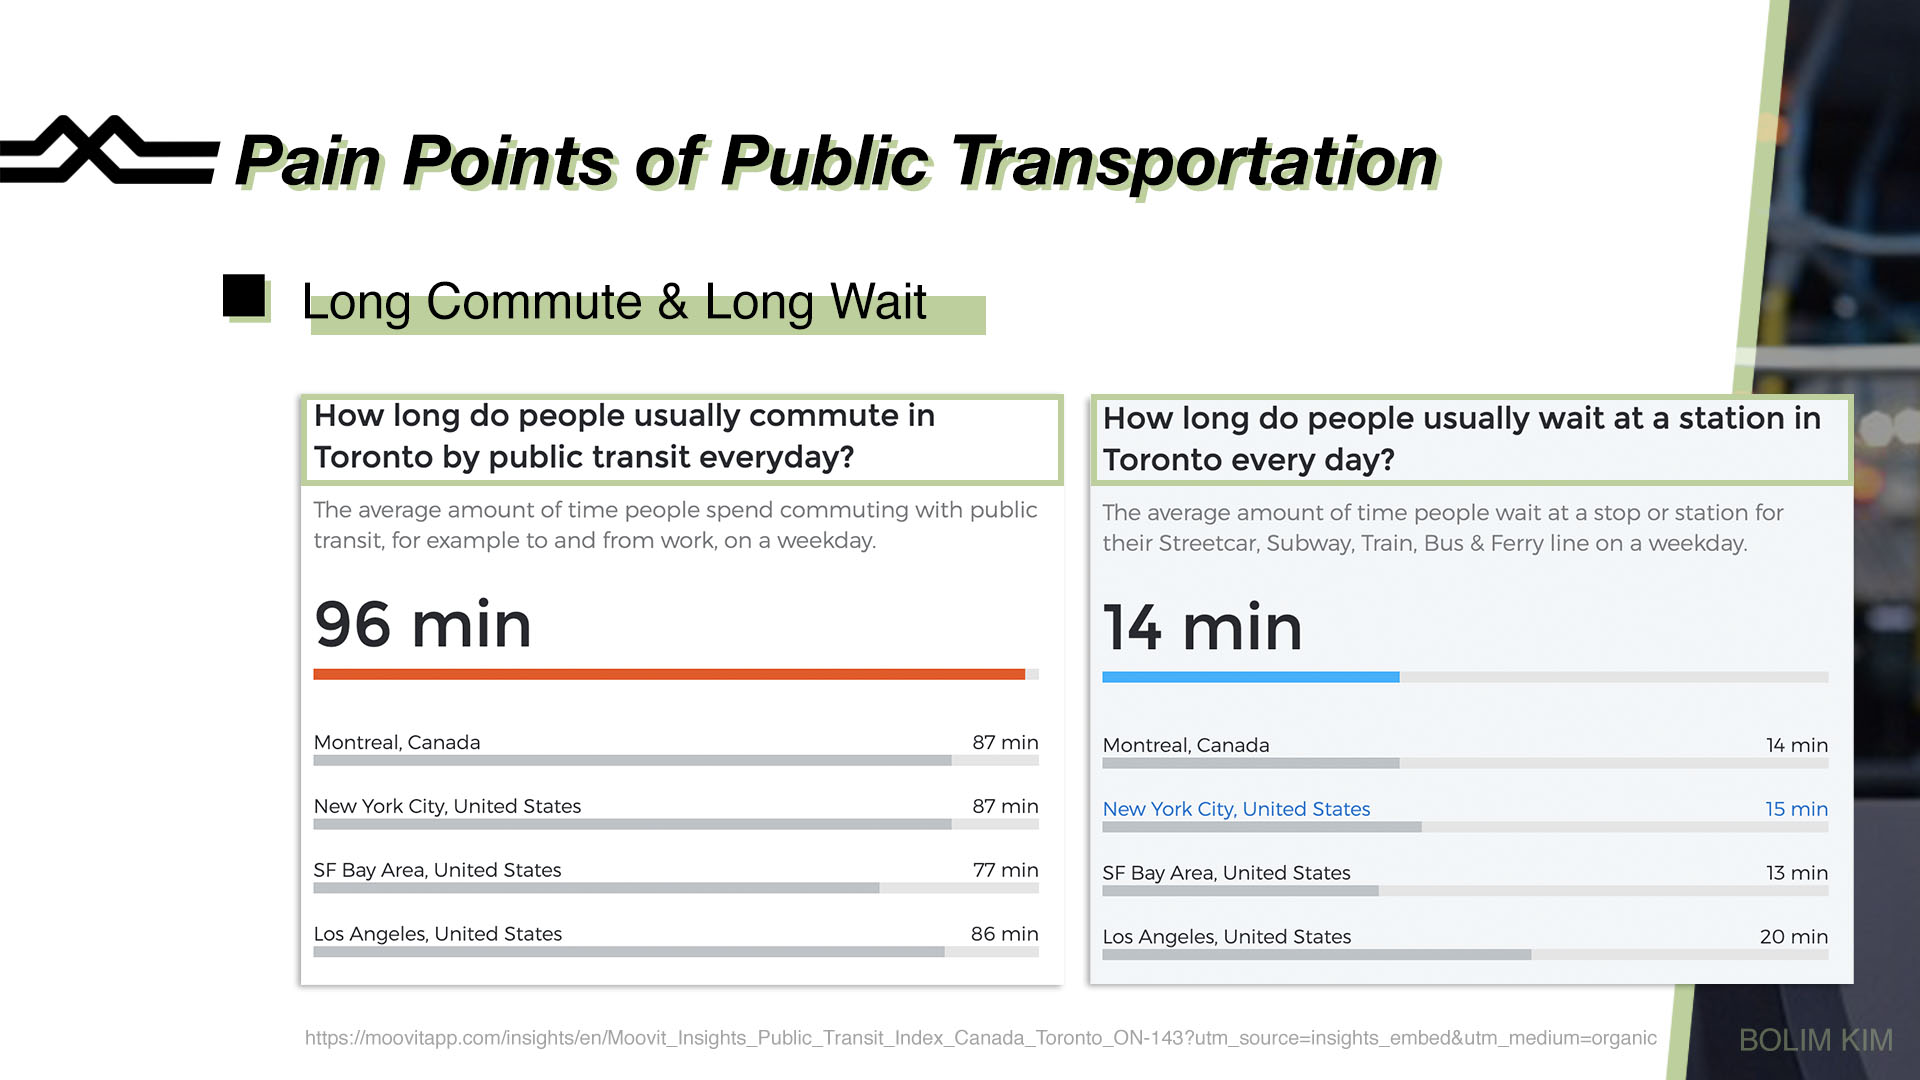 Pain Points of Public Transportation
Long Commute & Long Wait
How long do people usually commute in
Toronto by public transit everyday?
The average amount of time people spend commuting with public
transit, for example to and from work, on a weekday.
96 min
Montreal, Canada 87 min
New York City, United States 87 min
SF Bay Area, United States 77 min
Los Angeles, United States 86 min
How long do people usually wait at a station in
Toronto every day?
The average amount of time people wait at a stop or station for
their Streetcar, Subway, Train, Bus & Ferry line on a weekday.
14 min
Montreal, Canada 14 min
New York City, United States 15 min
SF Bay Area, United States 13 min
Los Angeles, United States 20 min
https://moovitapp.com/insights/en/Moovit_Insights_Public_Transit_Index_Canada_Toronto_ON-143?utm_source=insights_embed&utm_medium=organic
BOLIM KIM